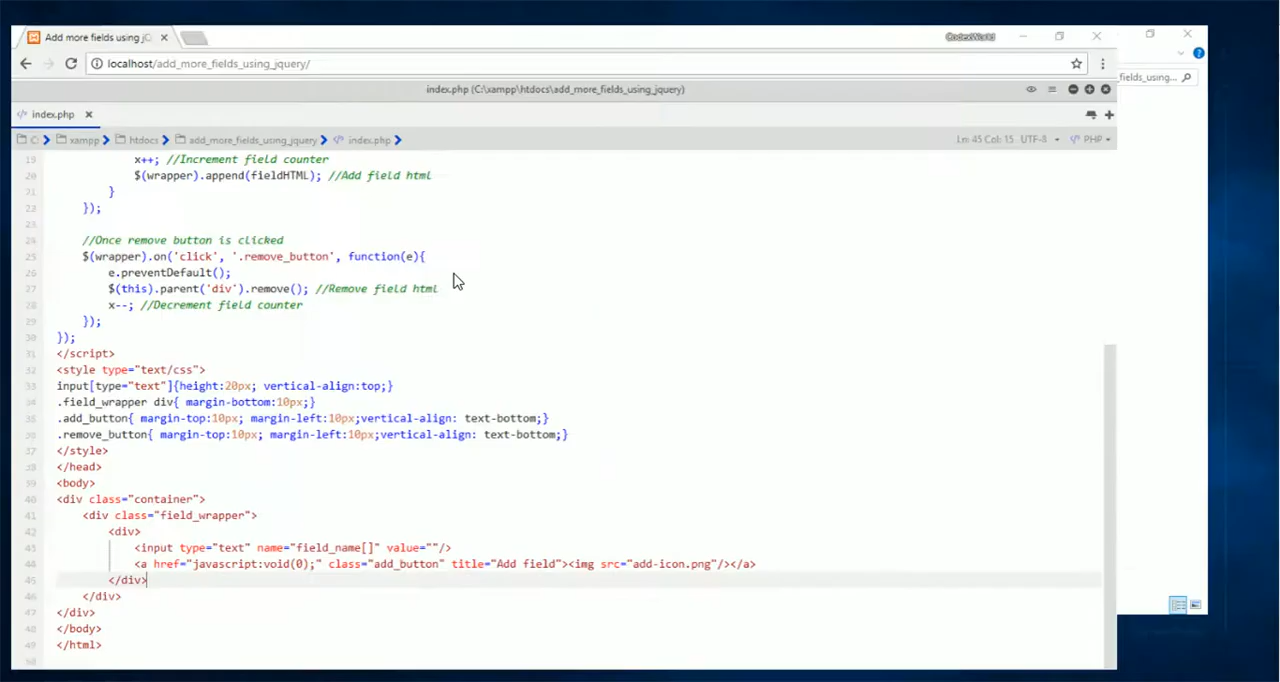 Add more fields using jQ
CodexWorld
localhost/add_more_fields_using_jquery/
fields_using...
index.php (C:\xampp\htdocs\add_more_fields_using_jquery)
index.php
C: xampp htdocs add_more_fields_using_jquery index.php Ln: 45 Col: 15 UTF-8 PHP
19 x++; //Increment field counter
20 $(wrapper).append(fieldHTML); //Add field html
21 }
22 });
23
24 //Once remove button is clicked
25 $(wrapper).on('click', '.remove_button', function(e){
26 e.preventDefault();
27 $(this).parent('div').remove(); //Remove field html
28 x--; //Decrement field counter
29 });
30 });
31 </script>
32 <style type="text/css">
33 input[type="text"]{height:20px; vertical-align:top;}
34 .field_wrapper div{ margin-bottom:10px;}
35 .add_button{ margin-top:10px; margin-left:10px;vertical-align: text-bottom;}
36 .remove_button{ margin-top:10px; margin-left:10px;vertical-align: text-bottom;}
37 </style>
38 </head>
39 <body>
40 <div class="container">
41 <div class="field_wrapper">
42 <div>
43 <input type="text" name="field_name[]" value=""/>
44 <a href="javascript:void(0);" class="add_button" title="Add field"><img src="add-icon.png"/></a>
45 </div>
46 </div>
47 </div>
48 </body>
49 </html>
50